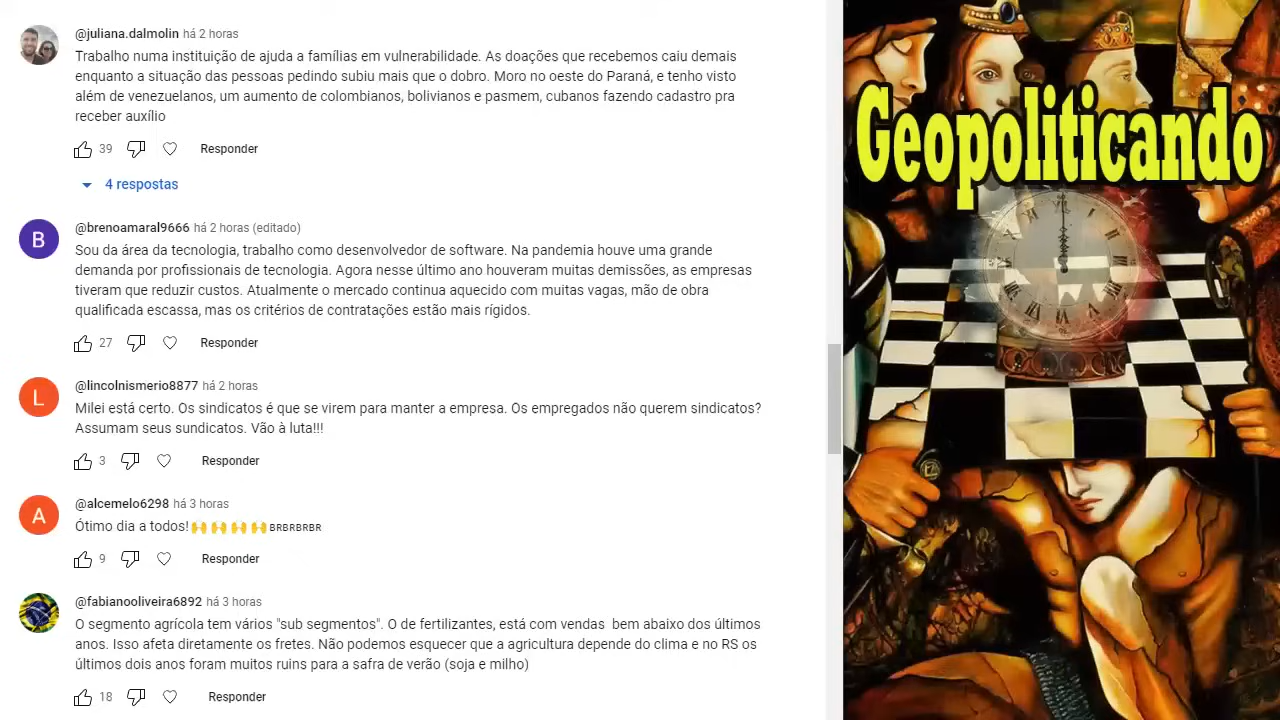 @juliana.dalmolin há 2 horas
Trabalho numa instituição de ajuda a famílias em vulnerabilidade. As doações que recebemos caiu demais
enquanto a situação das pessoas pedindo subiu mais que o dobro. Moro no oeste do Paraná, e tenho visto
além de venezuelanos, um aumento de colombianos, bolivianos e pasmem, cubanos fazendo cadastro pra
receber auxílio
39 Responder
4 respostas
B
@brenoamaral9666 há 2 horas (editado)
Sou da área da tecnologia, trabalho como desenvolvedor de software. Na pandemia houve uma grande
demanda por profissionais de tecnologia. Agora nesse último ano houveram muitas demissões, as empresas
tiveram que reduzir custos. Atualmente o mercado continua aquecido com muitas vagas, mão de obra
qualificada escassa, mas os critérios de contratações estão mais rígidos.
27 Responder
L
@lincolnismerio8877 há 2 horas
Milei está certo. Os sindicatos é que se virem para manter a empresa. Os empregados não querem sindicatos?
Assumam seus sundicatos. Vão à luta!!!
3 Responder
A
@alcemelo6298 há 3 horas
Ótimo dia a todos!🙌🙌🙌🙌🇧🇷🇧🇷🇧🇷🇧🇷
9 Responder
@fabianooliveira6892 há 3 horas
O segmento agrícola tem vários "sub segmentos". O de fertilizantes, está com vendas  bem abaixo dos últimos
anos. Isso afeta diretamente os fretes. Não podemos esquecer que a agricultura depende do clima e no RS os
últimos dois anos foram muitos ruins para a safra de verão (soja e milho)
18 Responder
Geopoliticando